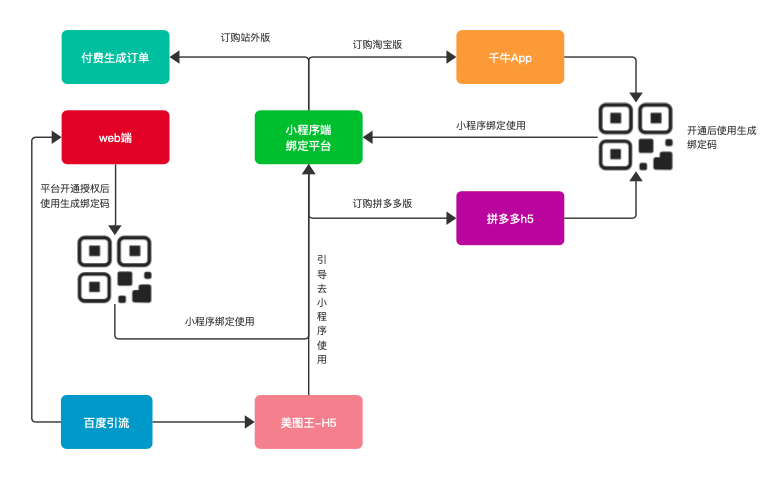 订购站外版
订购淘宝版
付费生成订单
千牛App
web端
小程序端
绑定平台
小程序绑定使用
开通后使用生成
绑定码
平台开通授权后
使用生成绑定码
订购拼多多版
拼多多h5
引
导
去
小
程
序
使
用
小程序绑定使用
百度引流
美图王-H5